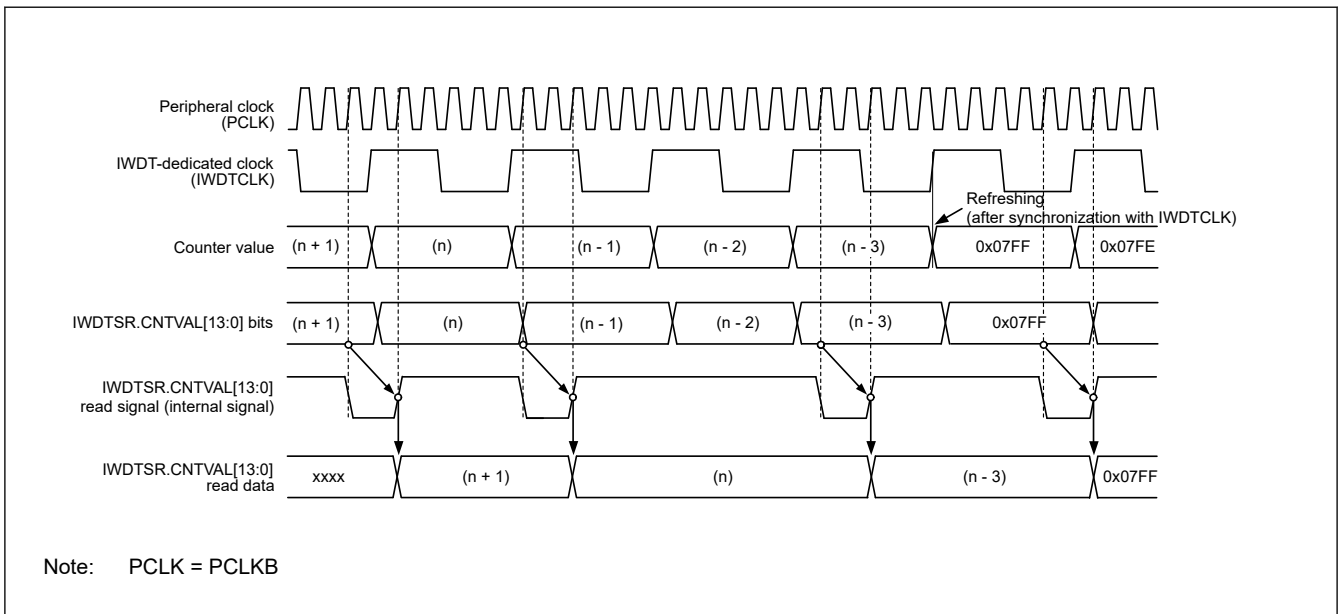 Peripheral clock
(PCLK)
IWDT-dedicated clock
(IWDTCLK)
Refreshing
(after synchronization with IWDTCLK)
Counter value (n + 1) (n) (n - 1) (n - 2) (n - 3) 0x07FF 0x07FE
IWDTSR.CNTVAL[13:0] bits (n + 1) (n) (n - 1) (n - 2) (n - 3) 0x07FF
IWDTSR.CNTVAL[13:0]
read signal (internal signal)
IWDTSR.CNTVAL[13:0]
read data xxxx (n + 1) (n) (n - 3) 0x07FF
Note: PCLK = PCLKB